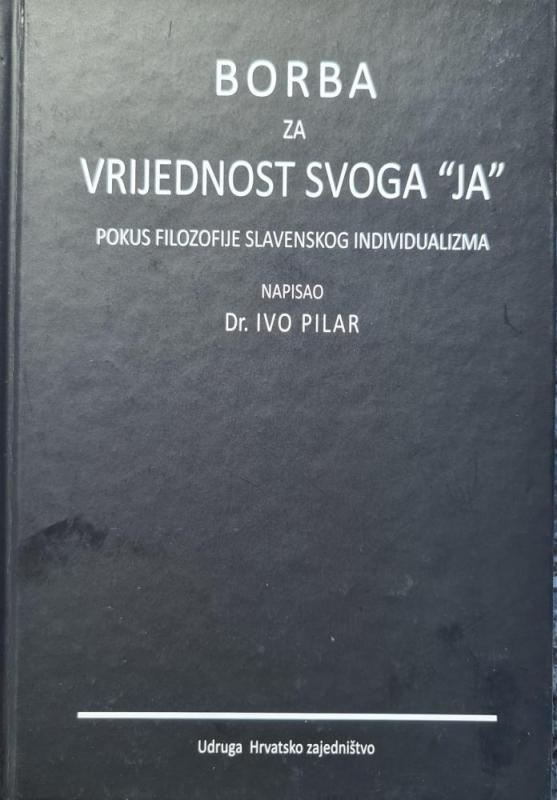 BORBA
ZA
VRIJEDNOST SVOGA “JA”
POKUS FILOZOFIJE SLAVENSKOG INDIVIDUALIZMA
NAPISAO
Dr. IVO PILAR
Udruga Hrvatsko zajedništvo